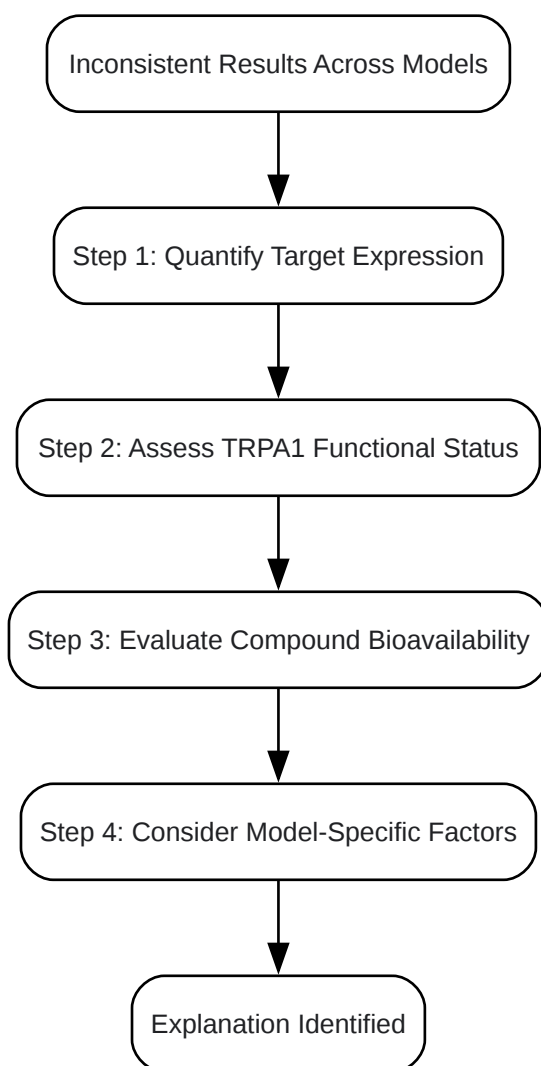 Inconsistent Results Across Models
Step 1: Quantify Target Expression
Step 2: Assess TRPA1 Functional Status
Step 3: Evaluate Compound Bioavailability
Step 4: Consider Model-Specific Factors
Explanation Identified